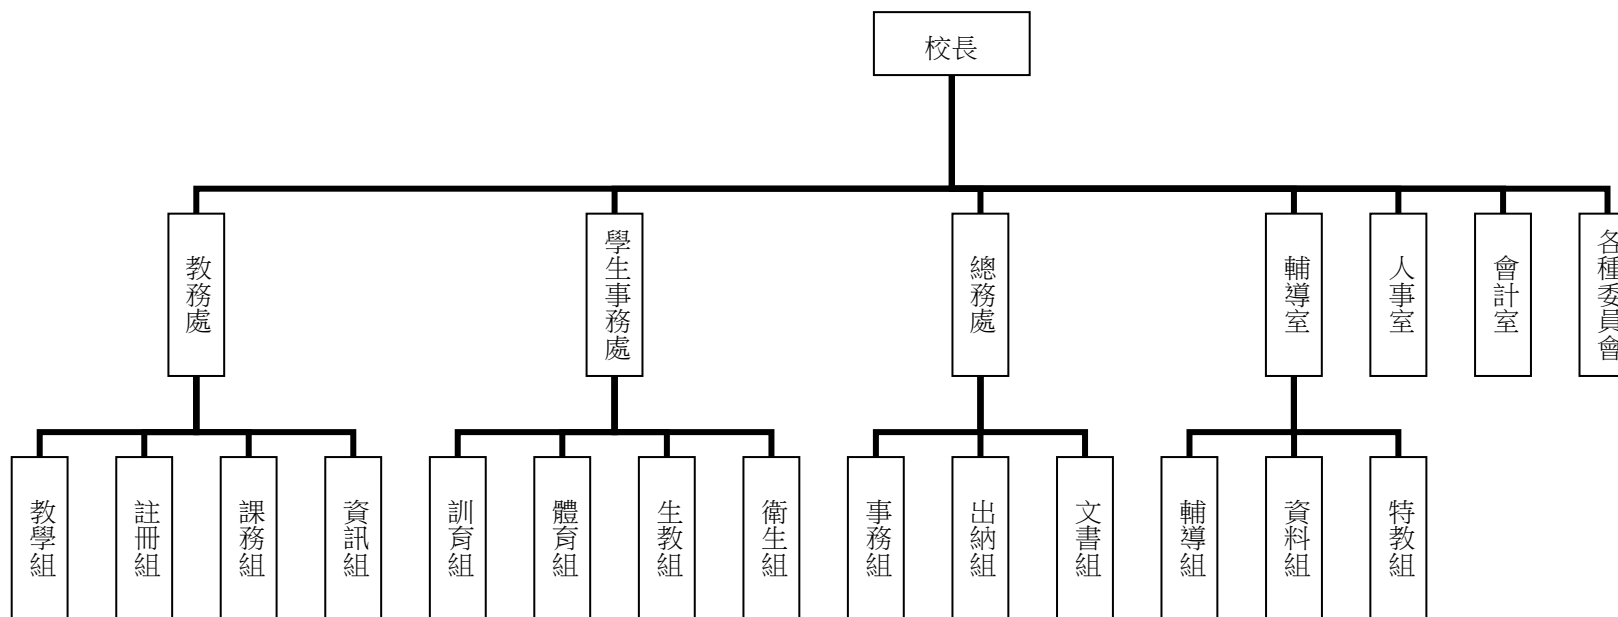 校長
教務處
學生事務處
總務處
輔導室
人事室
會計室
各種委員會
教學組
註冊組
課務組
資訊組
訓育組
體育組
生教組
衛生組
事務組
出納組
文書組
輔導組
資料組
特教組